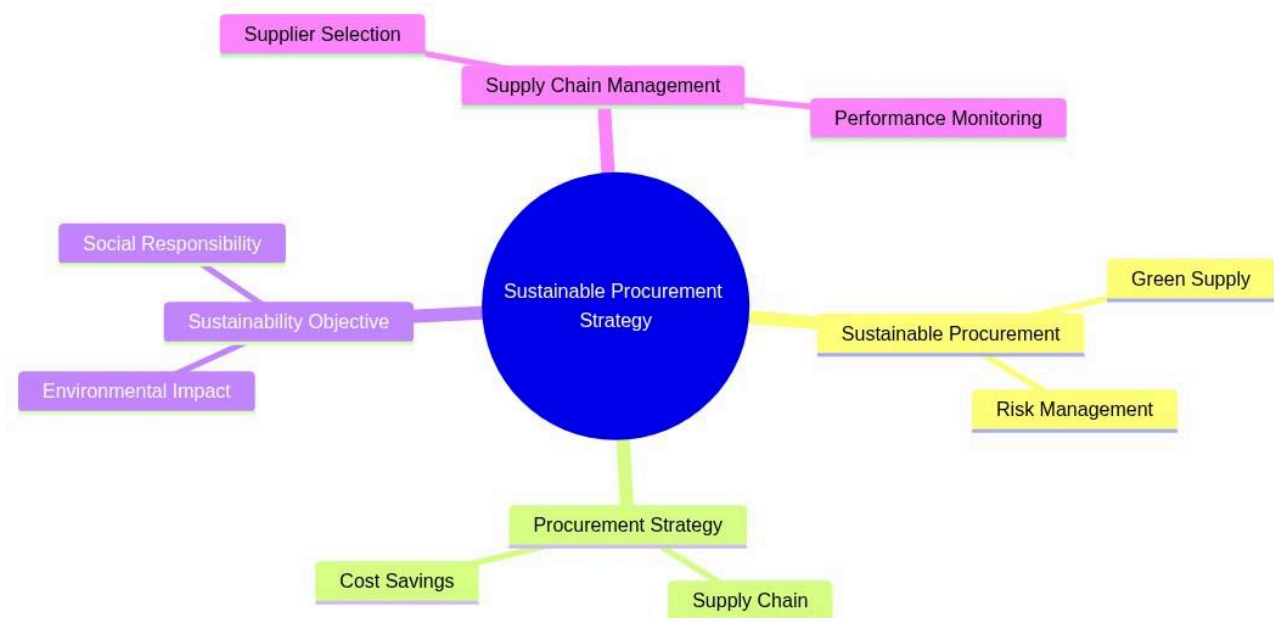 Supplier Selection
Supply Chain Management
Performance Monitoring
Social Responsibility
Sustainability Objective
Environmental Impact
Sustainable Procurement
Strategy
Green Supply
Sustainable Procurement
Risk Management
Procurement Strategy
Cost Savings
Supply Chain